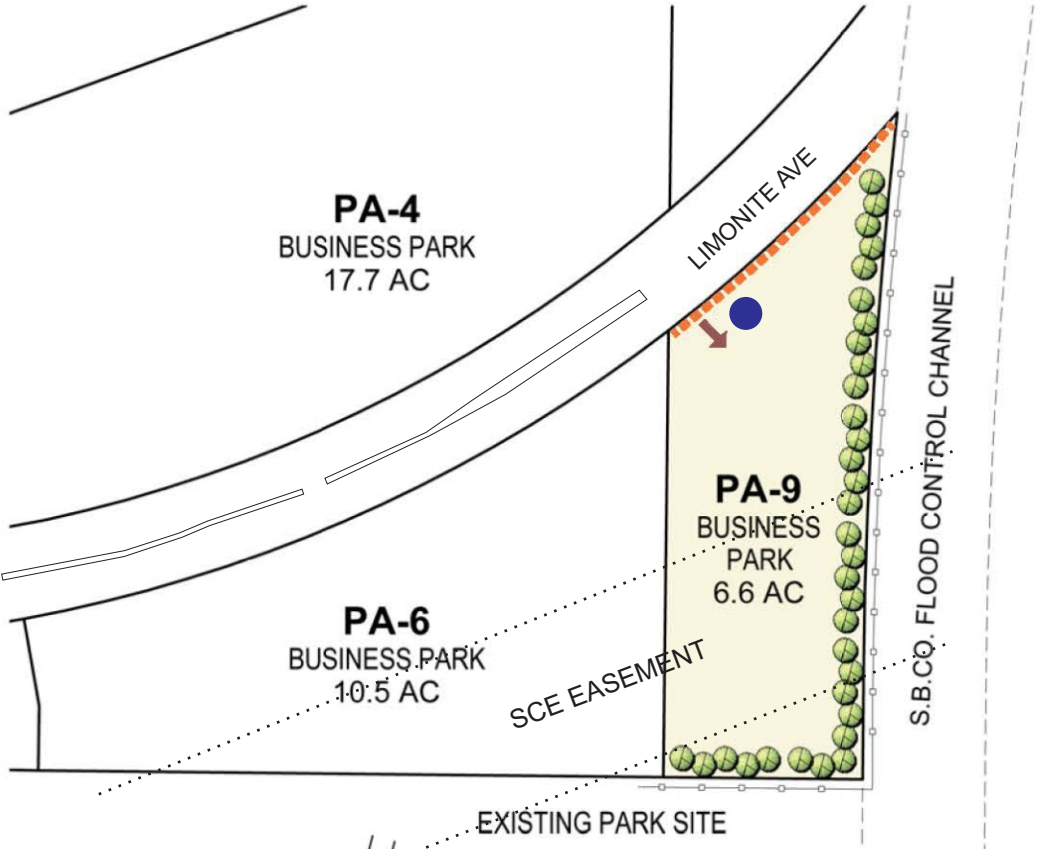 PA-4
BUSINESS PARK
17.7 AC
LIMONITE AVE
PA-9
BUSINESS
PARK
6.6 AC
S.B.CO. FLOOD CONTROL CHANNEL
PA-6
BUSINESS PARK
10.5 AC
SCE EASEMENT
EXISTING PARK SITE